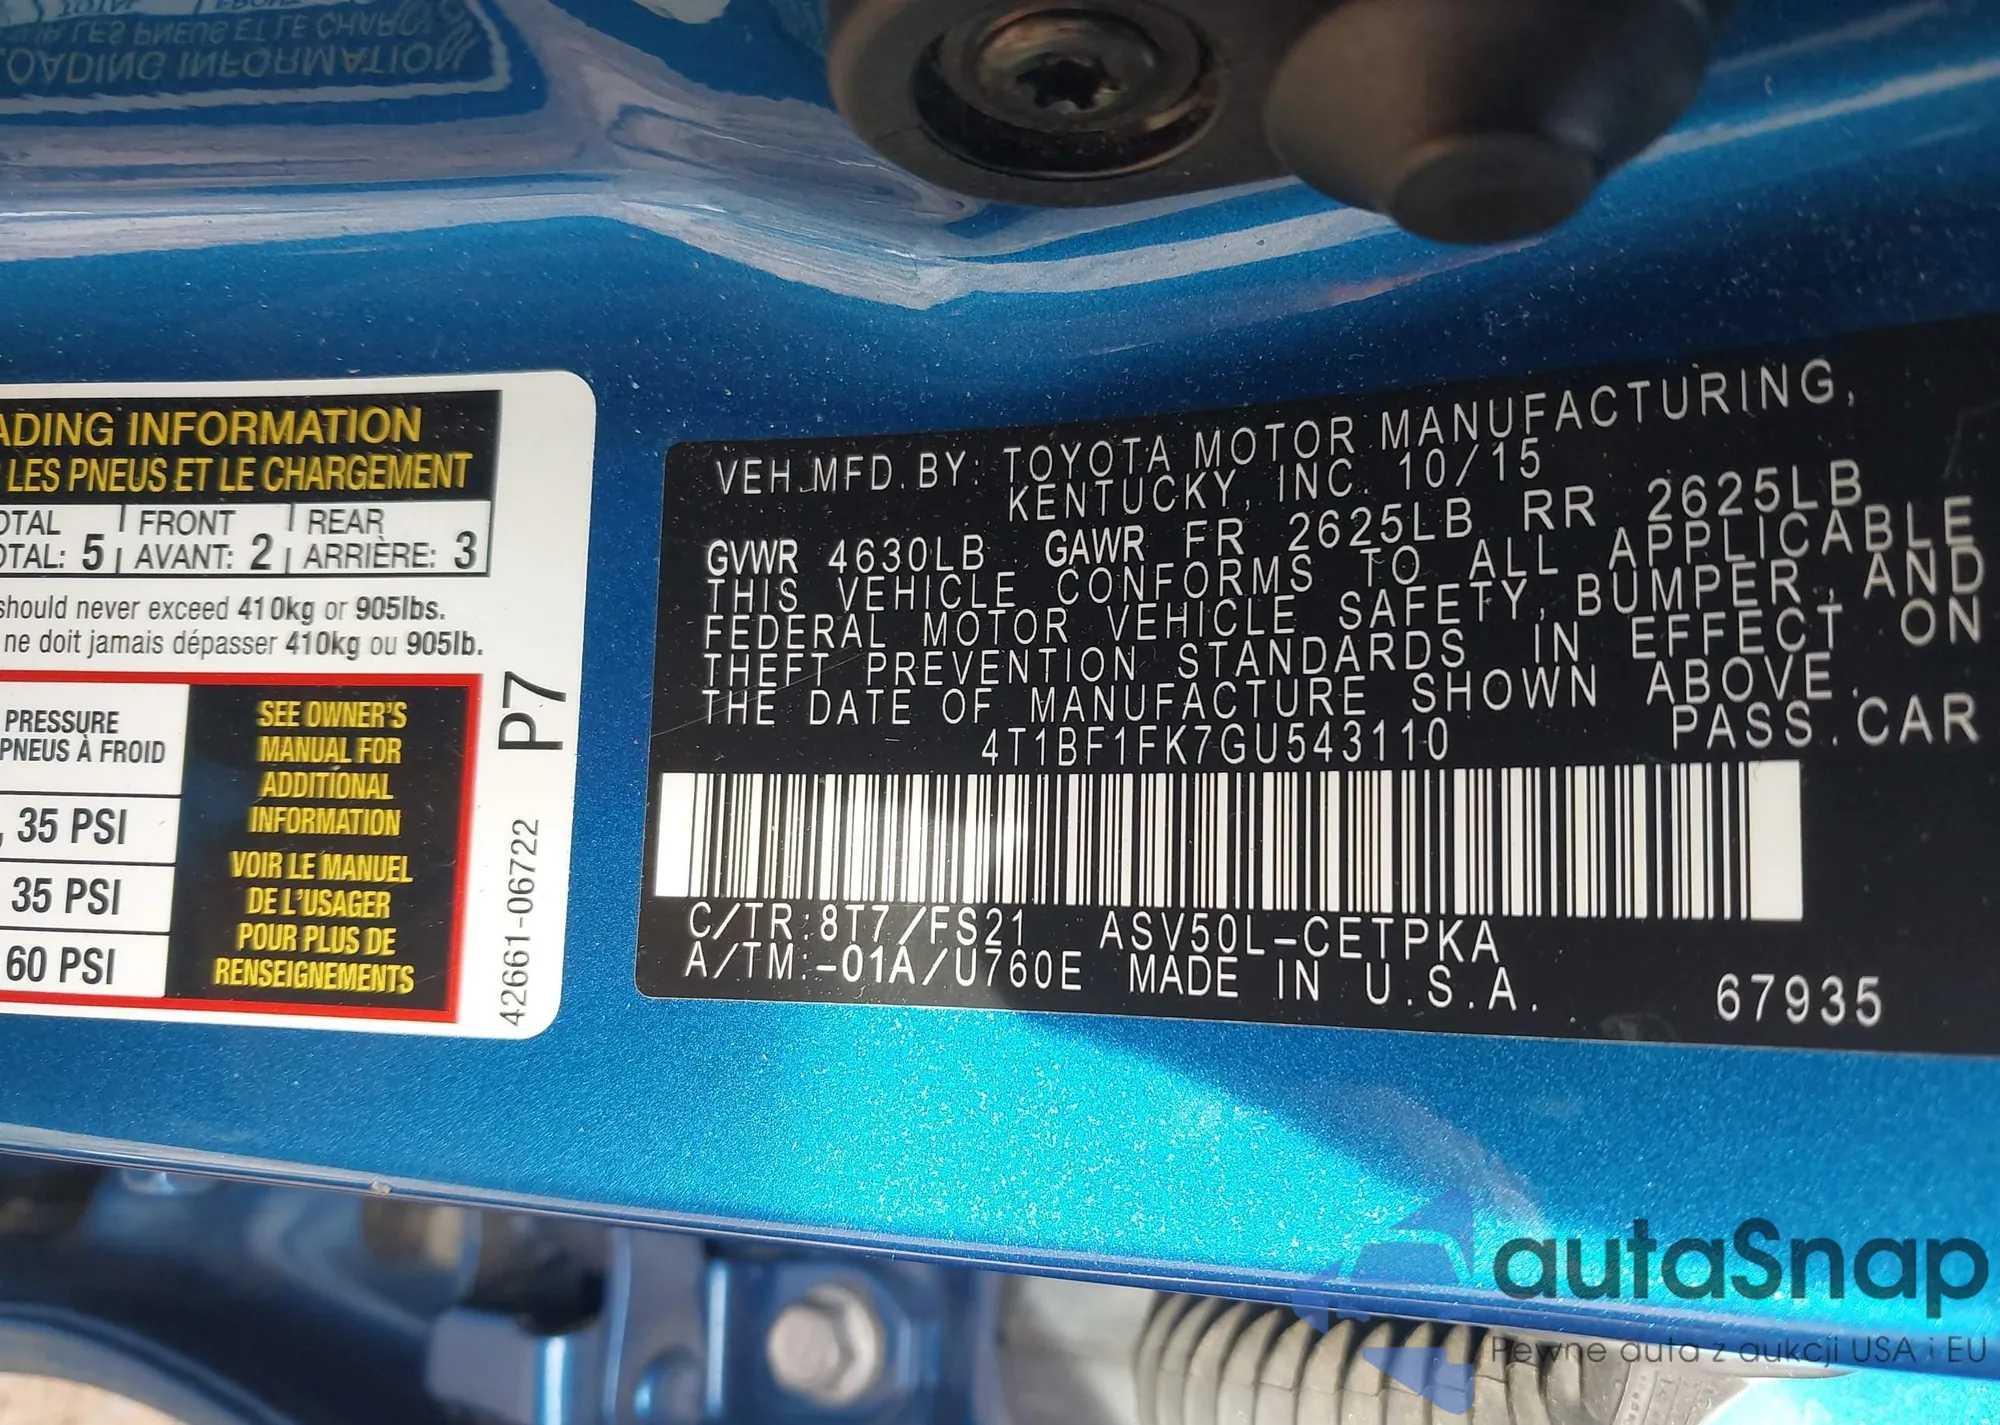 ADING INFORMATION
LES PNEUS ET LE CHARGEMENT
OTAL FRONT REAR
OTAL: 5 AVANT: 2 ARRIÈRE: 3
should never exceed 410kg or 905lbs.
ne doit jamais dépasser 410kg ou 905lb.
PRESSURE
PNEUS À FROID
35 PSI
35 PSI
60 PSI
SEE OWNER'S
MANUAL FOR
ADDITIONAL
INFORMATION
VOIR LE MANUEL
DE L'USAGER
POUR PLUS DE
RENSEIGNEMENTS
42661-06722 P7
VEH.MFD.BY: TOYOTA MOTOR MANUFACTURING,
KENTUCKY, INC. 10/15
GVWR 4630LB GAWR FR 2625LB RR 2625LB
THIS VEHICLE CONFORMS TO ALL APPLICABLE
FEDERAL MOTOR VEHICLE SAFETY, BUMPER, AND
THEFT PREVENTION STANDARDS IN EFFECT ON
THE DATE OF MANUFACTURE SHOWN ABOVE.
4T1BF1FK7GU543110 PASS.CAR
C/TR:8T7/FS21 ASV50L-CETPKA
A/TM:-01A/U760E MADE IN U.S.A.
67935
autaSnap
Pewne auta z aukcji USA i EU